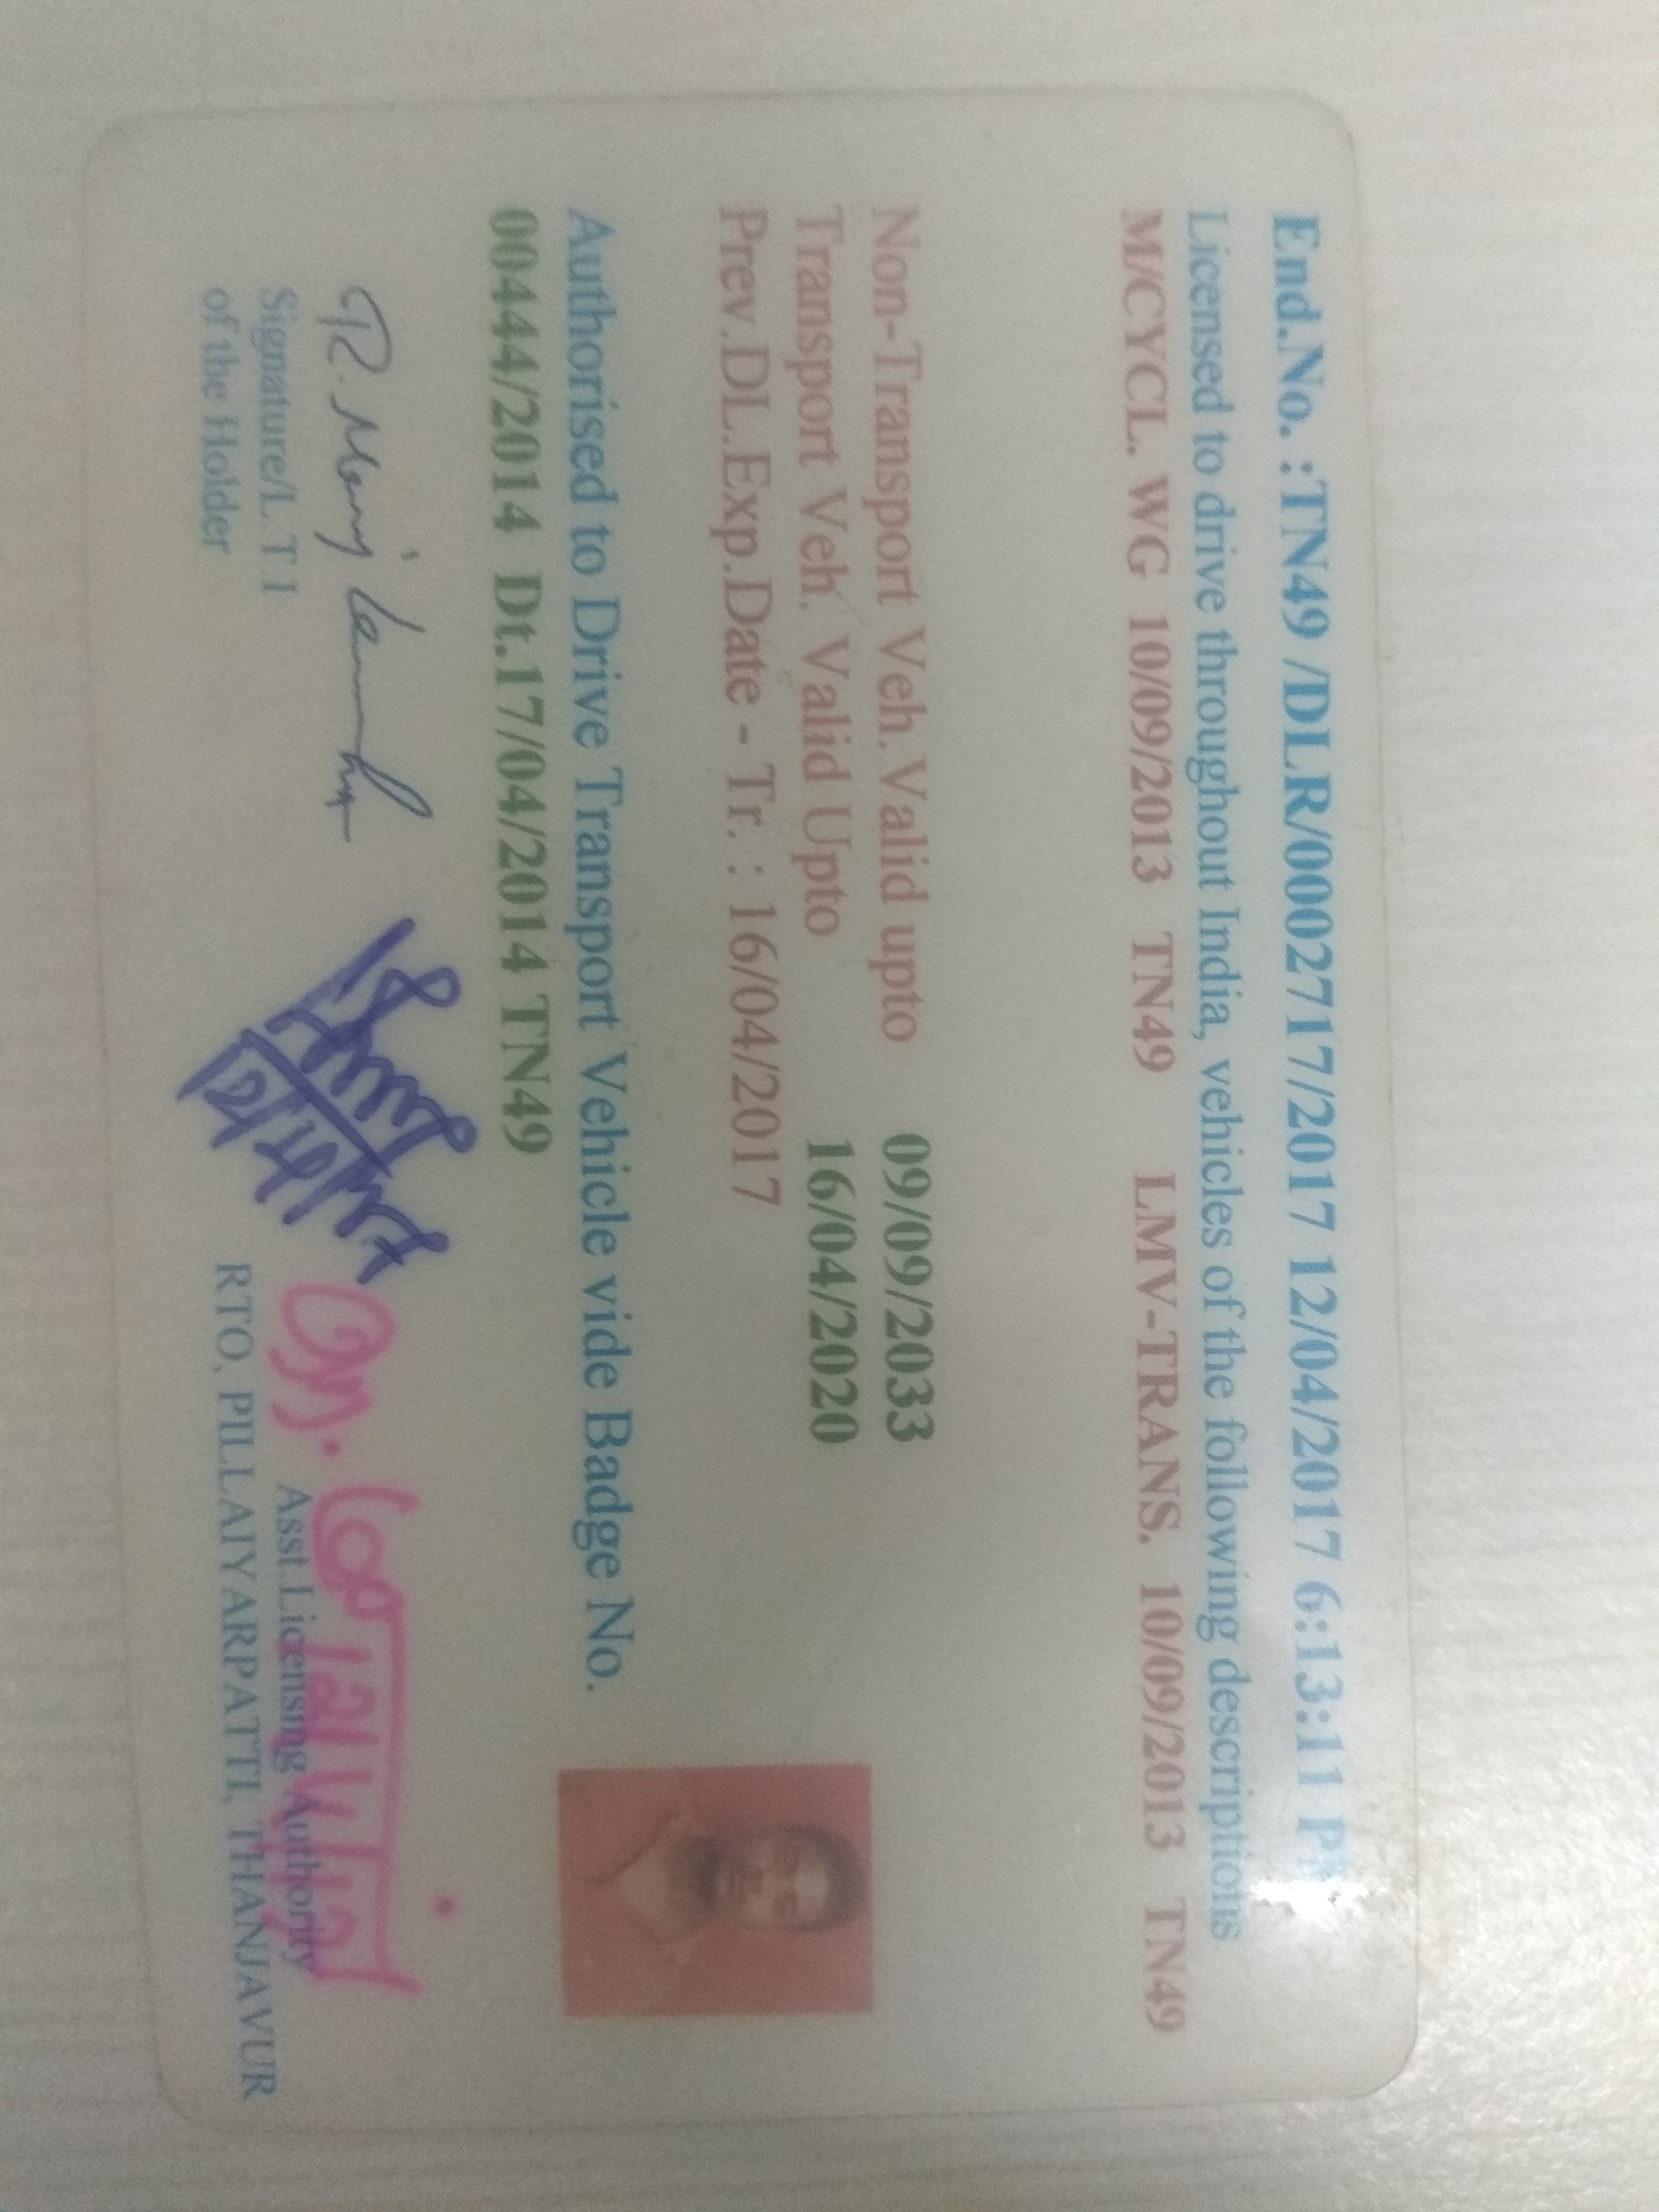 End.No. :TN49 /DLR/0002717/2017 12/04/2017 6:13:11 PM
Licensed to drive throughout India, vehicles of the following descriptions
M/CYCL. WG 10/09/2013 TN49 LMV-TRANS. 10/09/2013 TN49
Non-Transport Veh.Valid upto 09/09/2033
Transport Veh. Valid Upto 16/04/2020
Prev.DL.Exp.Date - Tr. : 16/04/2017
Authorised to Drive Transport Vehicle vide Badge No.
00444/2014 Dt.17/04/2014 TN49
Signature/L.T I
of the Holder
Asst.Licensing Authority
RTO, PILLAIYARPATTI, THANJAVUR